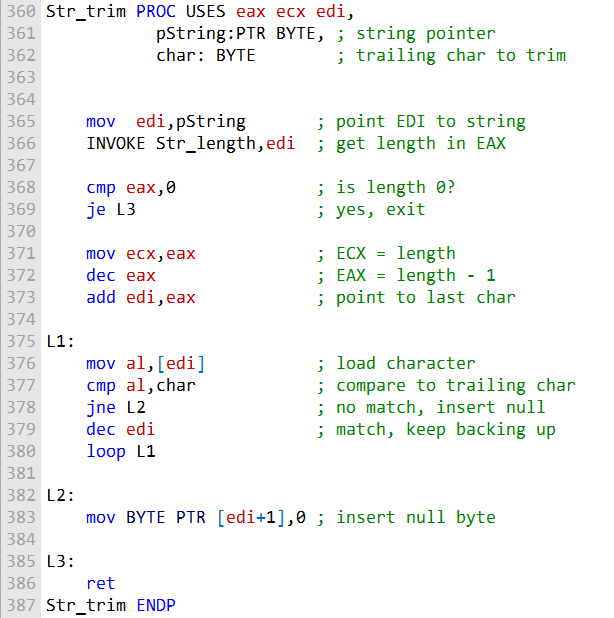 360 Str_trim PROC USES eax ecx edi,
361            pString:PTR BYTE, ; string pointer
362            char: BYTE        ; trailing char to trim
363
364
365     mov  edi,pString       ; point EDI to string
366     INVOKE Str_length,edi  ; get length in EAX
367
368     cmp eax,0              ; is length 0?
369     je L3                  ; yes, exit
370
371     mov ecx,eax            ; ECX = length
372     dec eax                ; EAX = length - 1
373     add edi,eax            ; point to last char
374
375 L1:
376     mov al,[edi]           ; load character
377     cmp al,char            ; compare to trailing char
378     jne L2                 ; no match, insert null
379     dec edi                ; match, keep backing up
380     loop L1
381
382 L2:
383     mov BYTE PTR [edi+1],0 ; insert null byte
384
385 L3:
386     ret
387 Str_trim ENDP